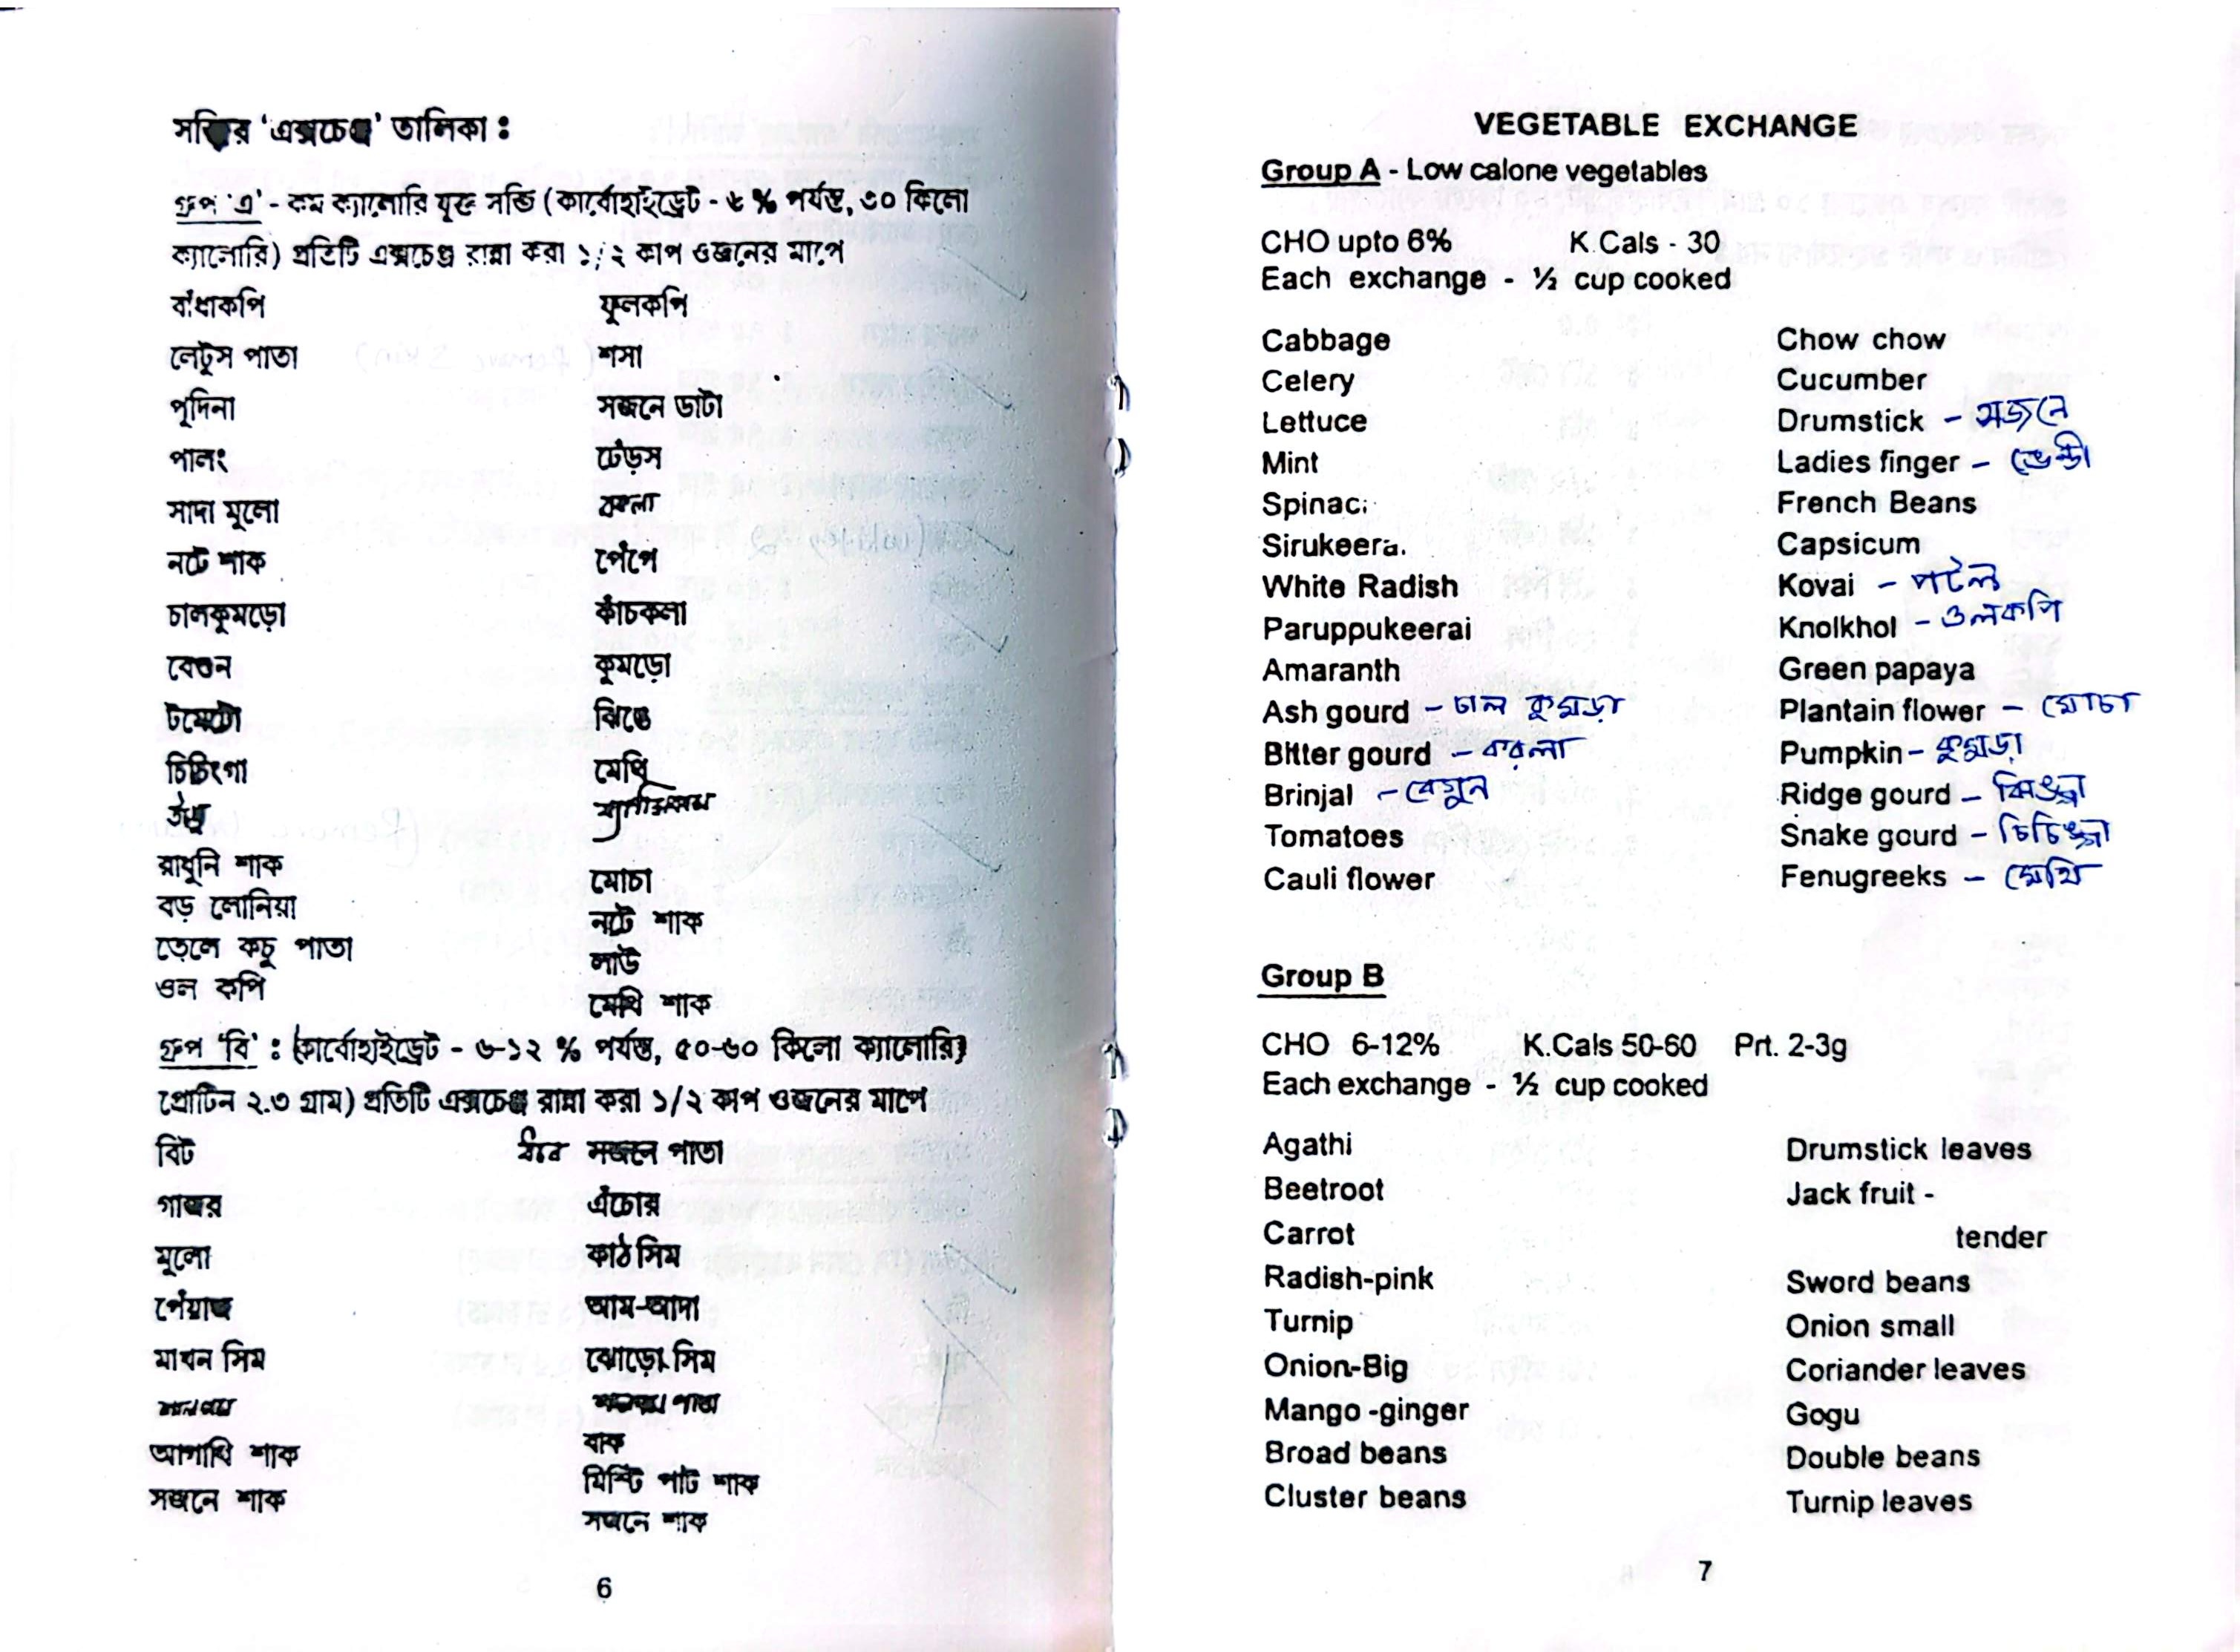 সব্জির ‘এক্সচেঞ্জ’ তালিকা :
গ্রুপ এ' - কম ক্যালোরি যুক্ত সব্জি (কার্বোহাইড্রেট - ৬ % পর্যন্ত, ৩০ কিলো
ক্যালোরি) প্রতিটি এক্সচেঞ্জ রান্না করা ১/২ কাপ ওজনের মাপে
বাঁধাকপি ফুলকপি
লেটুস পাতা শসা
পুদিনা সজনে ডাটা
পালং ঢেঁড়স
সাদা মুলো করলা
নটে শাক পেঁপে
চালকুমড়ো কাঁচকলা
বেগুন কুমড়ো
টমেটো ঝিঙে
চিচিংগা মেথি
রাধুনি শাক মোচা
বড় লোনিয়া নটে শাক
তেলে কচু পাতা লাউ
ওল কপি মেথি শাক
গ্রুপ 'বি' : (কার্বোহাইড্রেট - ৬-১২ % পর্যন্ত, ৫০-৬০ কিলো ক্যালোরি)
প্রোটিন ২.৩ গ্রাম) প্রতিটি এক্সচেঞ্জ রান্না করা ১/২ কাপ ওজনের মাপে
বিট সজনে পাতা
গাজর এঁচোর
মুলো কাঠ সিম
পেঁয়াজ আম-আদা
মাখন সিম ঝোড়ো সিম
পাতা
আগাথি শাক বাক
সজনে শাক মিস্টি পাট শাক
সজনে শাক
6
VEGETABLE EXCHANGE
Group A - Low calone vegetables
CHO upto 6% K.Cals - 30
Each exchange - ½ cup cooked
Cabbage Chow chow
Celery Cucumber
Lettuce Drumstick - সজনে
Mint Ladies finger - ভেন্ডী
Spinac: French Beans
Sirukeera. Capsicum
White Radish Kovai - পটল
Paruppukeerai Knolkhol - ওলকপি
Amaranth Green papaya
Ash gourd - চাল কুমড়া Plantain flower - মোচা
Bitter gourd - করলা Pumpkin - কুমড়া
Brinjal - বেগুন Ridge gourd - ঝিঙ্গা
Tomatoes Snake gourd - চিচিঙ্গা
Cauli flower Fenugreeks - মেথি
Group B
CHO 6-12% K.Cals 50-60 Prt. 2-3g
Each exchange - ½ cup cooked
Agathi Drumstick leaves
Beetroot Jack fruit -
Carrot tender
Radish-pink Sword beans
Turnip Onion small
Onion-Big Coriander leaves
Mango -ginger Gogu
Broad beans Double beans
Cluster beans Turnip leaves
7